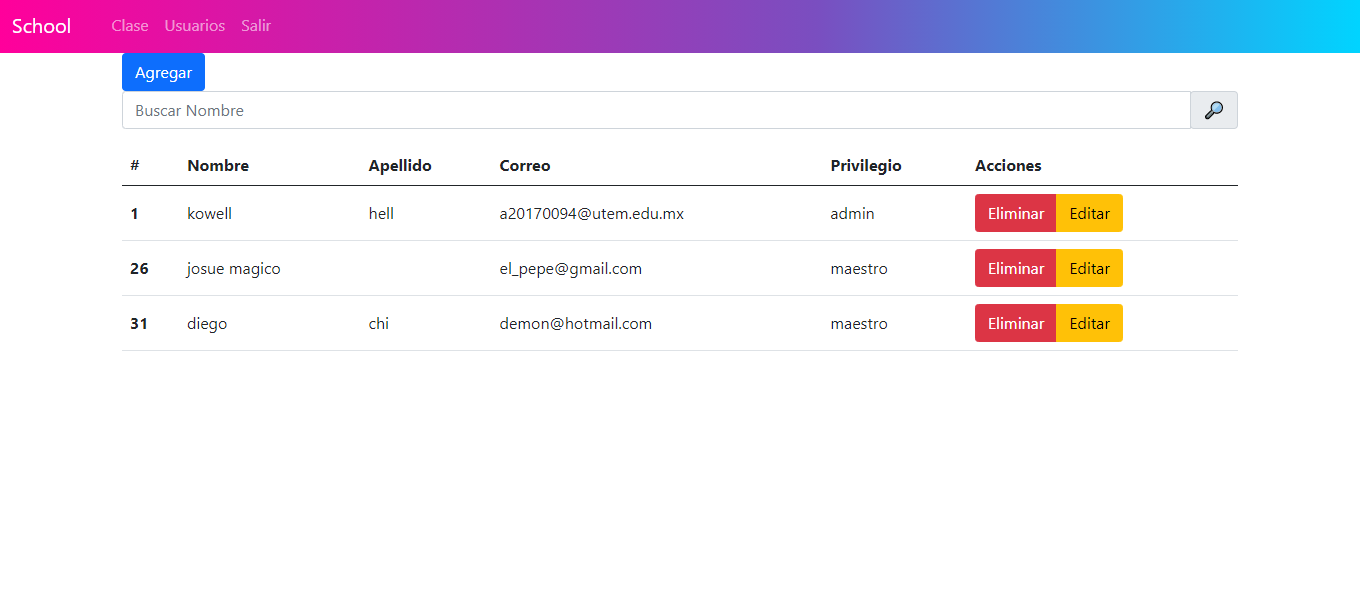 School Clase Usuarios Salir
Agregar
Buscar Nombre
# Nombre Apellido Correo Privilegio Acciones
1 kowell hell a20170094@utem.edu.mx admin Eliminar Editar
26 josue magico el_pepe@gmail.com maestro Eliminar Editar
31 diego chi demon@hotmail.com maestro Eliminar Editar